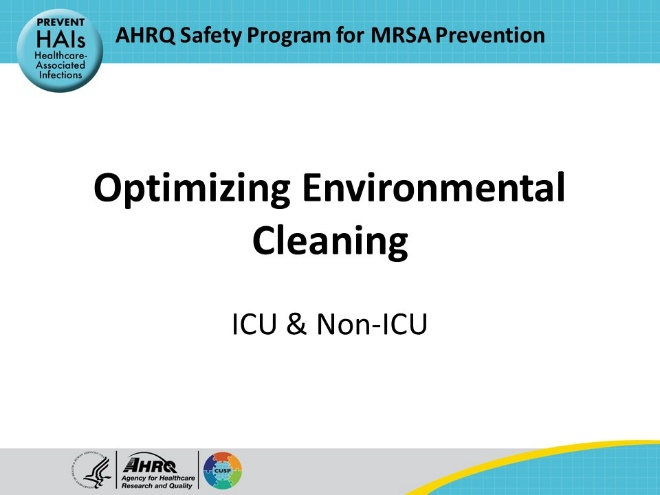 PREVENT
HAIs
Healthcare-
Associated
Infections
AHRQ Safety Program for MRSA Prevention
Optimizing Environmental
Cleaning
ICU & Non-ICU
AHRQ
Agency for Healthcare
Research and Quality
CUSP